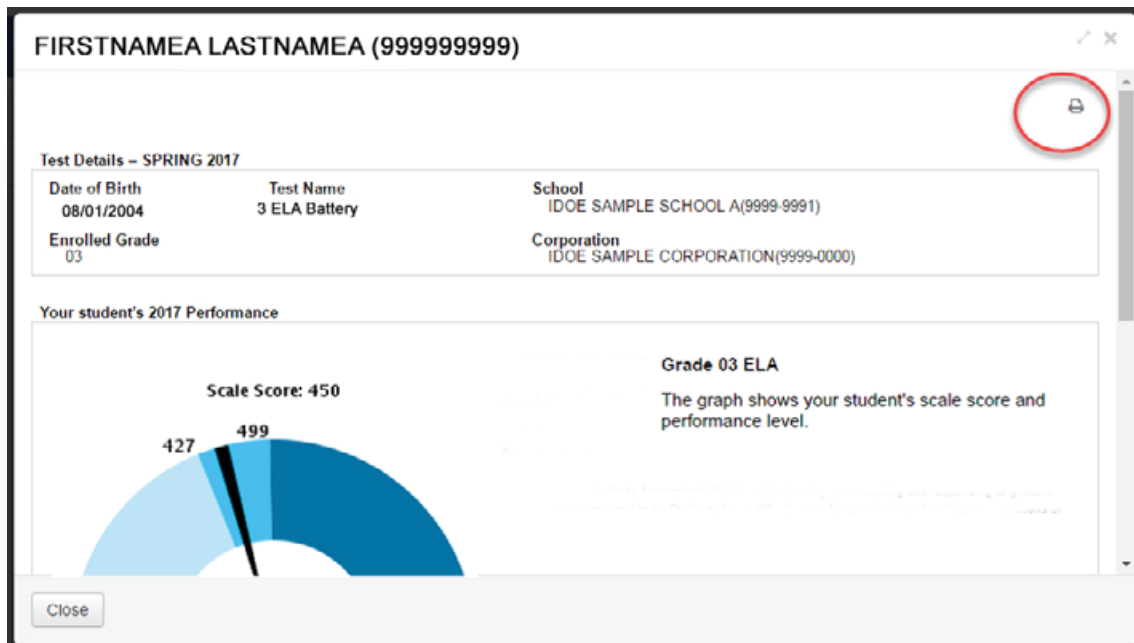 FIRSTNAMEA LASTNAMEA (999999999)
Test Details – SPRING 2017
Date of Birth Test Name School
08/01/2004 3 ELA Battery IDOE SAMPLE SCHOOL A(9999-9991)
Enrolled Grade Corporation
03 IDOE SAMPLE CORPORATION(9999-0000)
Your student's 2017 Performance
Grade 03 ELA
Scale Score: 450
The graph shows your student's scale score and
performance level.
427 499
Close